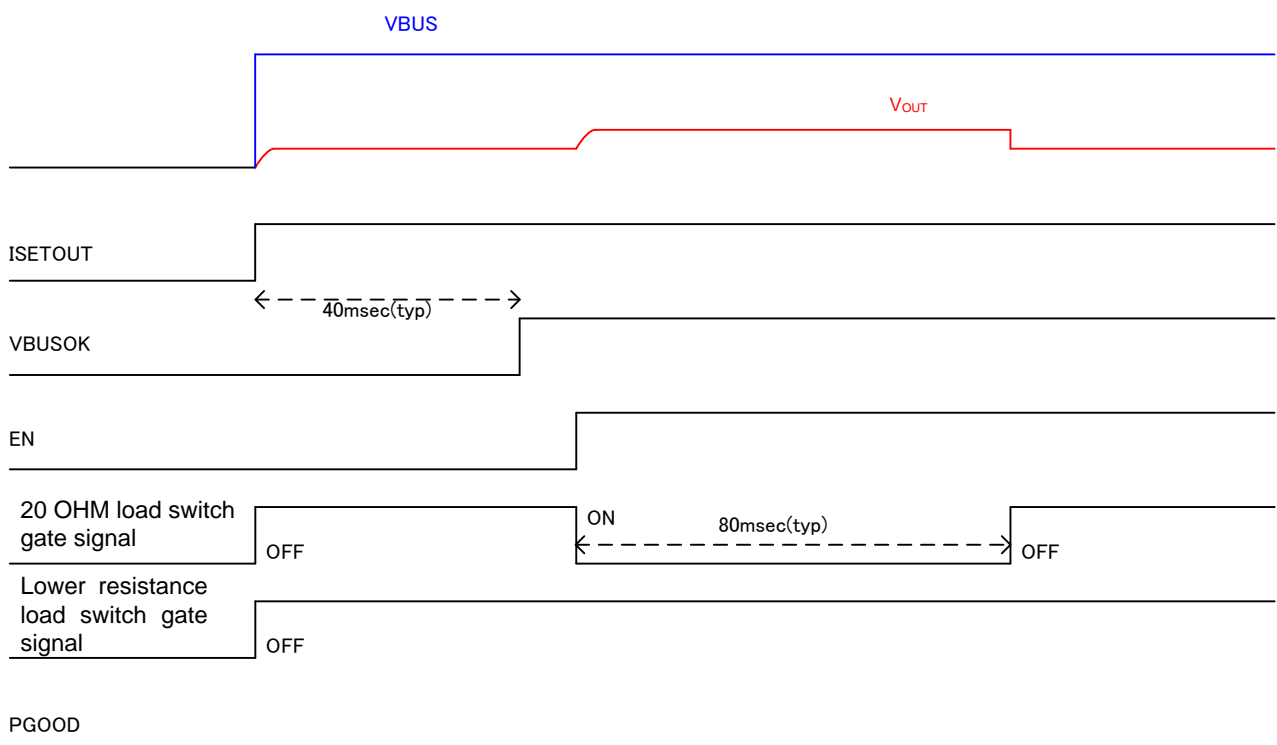 VBUS
VOUT
ISETOUT
40msec(typ)
VBUSOK
EN
20 OHM load switch
gate signal
ON
80msec(typ)
OFF
OFF
Lower resistance
load switch gate
signal
OFF
PGOOD